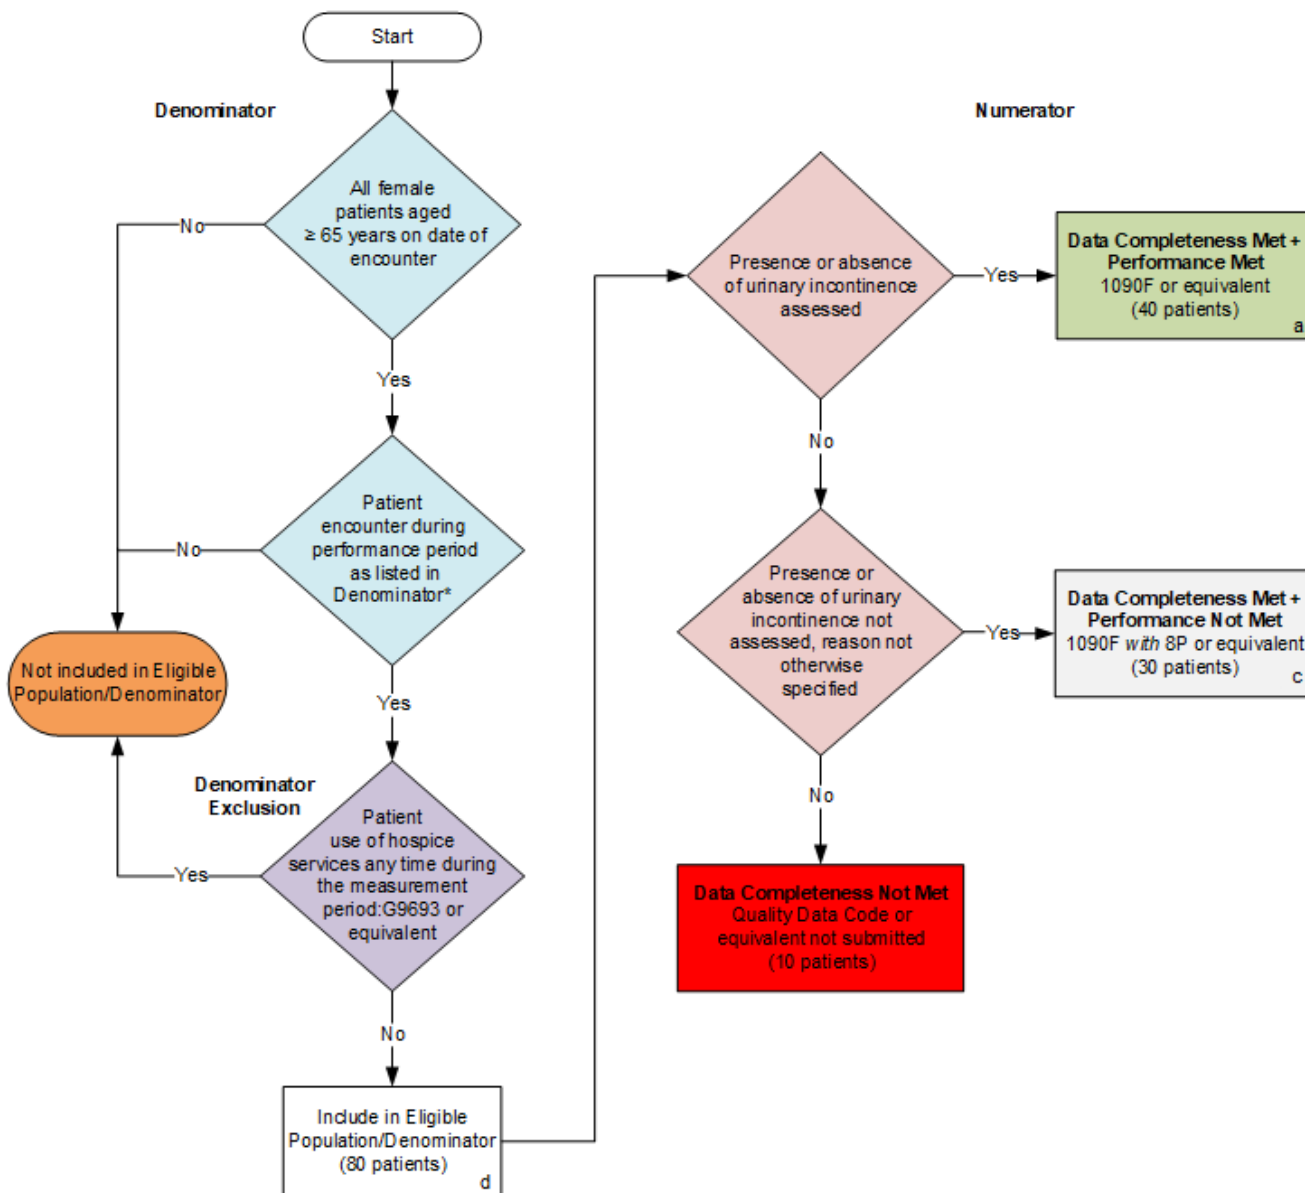 Start
Denominator
All female
patients aged
≥ 65 years on date of
encounter
No
Yes
Patient
encounter during
performance period
as listed in
Denominator*
No
Not included in Eligible
Population/Denominator
Yes
Denominator
Exclusion
Patient
use of hospice
services any time during
the measurement
period:G9693 or
equivalent
Yes
No
Include in Eligible
Population/Denominator
(80 patients)
d
Numerator
Presence or absence
of urinary incontinence
assessed
Yes
Data Completeness Met +
Performance Met
1090F or equivalent
(40 patients)
a
No
Presence or
absence of urinary
incontinence not
assessed, reason not
otherwise
specified
Yes
Data Completeness Met +
Performance Not Met
1090F with 8P or equivalent
(30 patients)
c
No
Data Completeness Not Met
Quality Data Code or
equivalent not submitted
(10 patients)